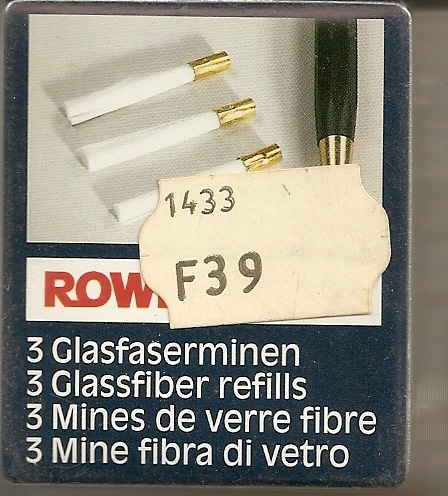 1433
F39
3 Glasfaserminen
3 Glassfiber refills
3 Mines de verre fibre
3 Mine fibra di vetro